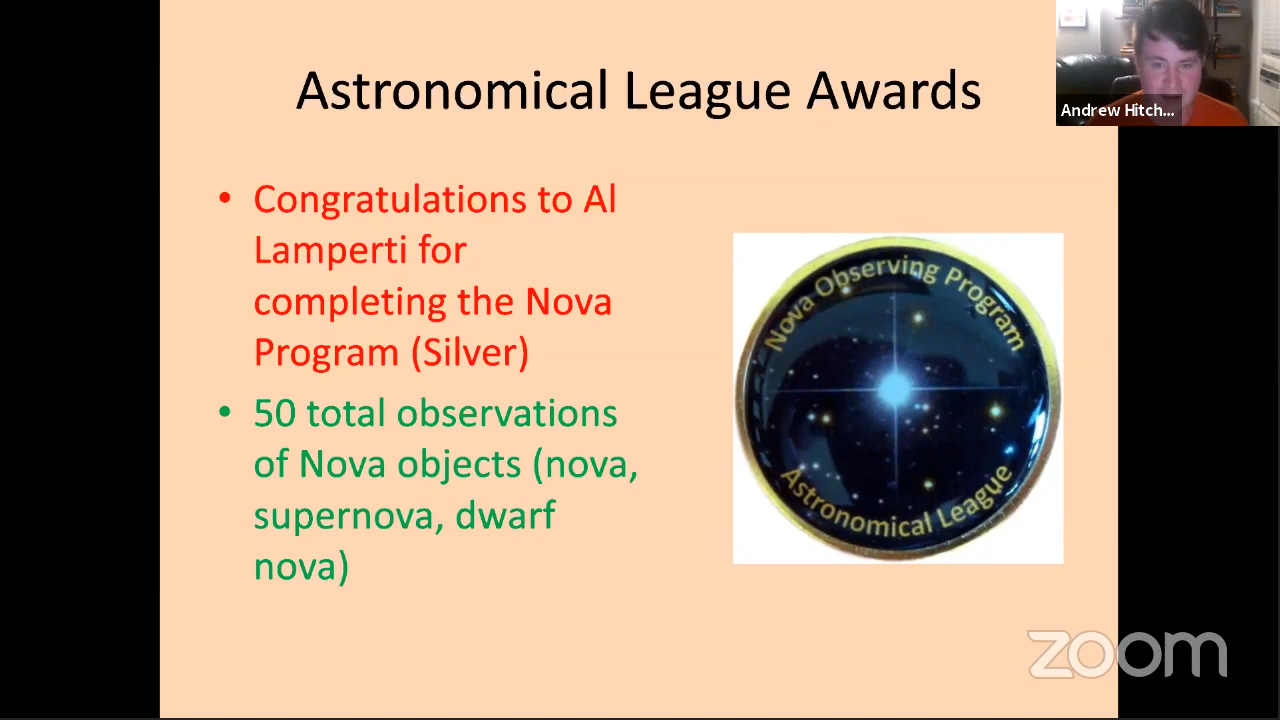 Astronomical League Awards
Andrew Hitch...
• Congratulations to Al
Lamperti for
completing the Nova
Program (Silver)
• 50 total observations
of Nova objects (nova,
supernova, dwarf
nova)
Nova Observing Program
Astronomical League
zoom